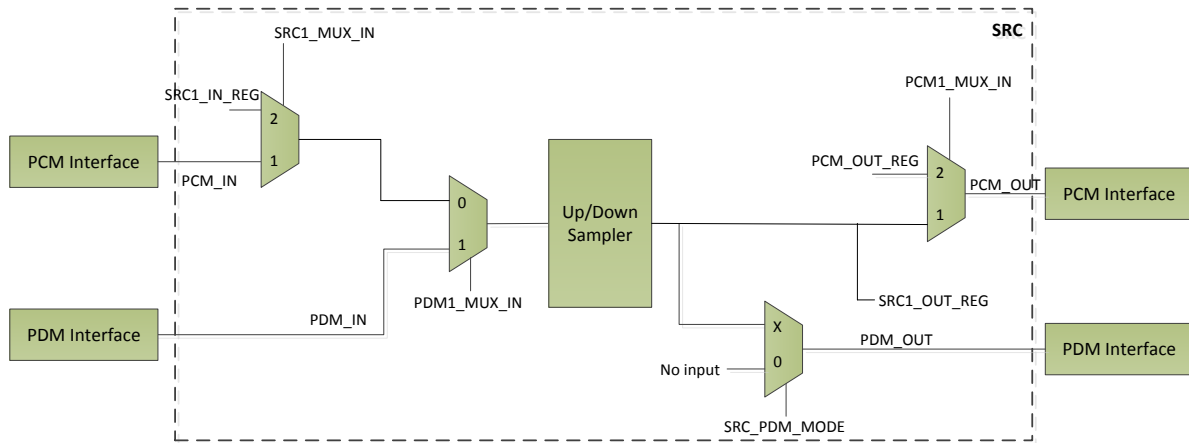 SRC1_MUX_IN
SRC
PCM1_MUX_IN
SRC1_IN_REG
2
1
PCM Interface
PCM_IN
PCM_OUT_REG
2
1
PCM_OUT
PCM Interface
0
1
PDM1_MUX_IN
Up/Down
Sampler
SRC1_OUT_REG
PDM Interface
PDM_IN
X
0
No input
PDM_OUT
PDM Interface
SRC_PDM_MODE